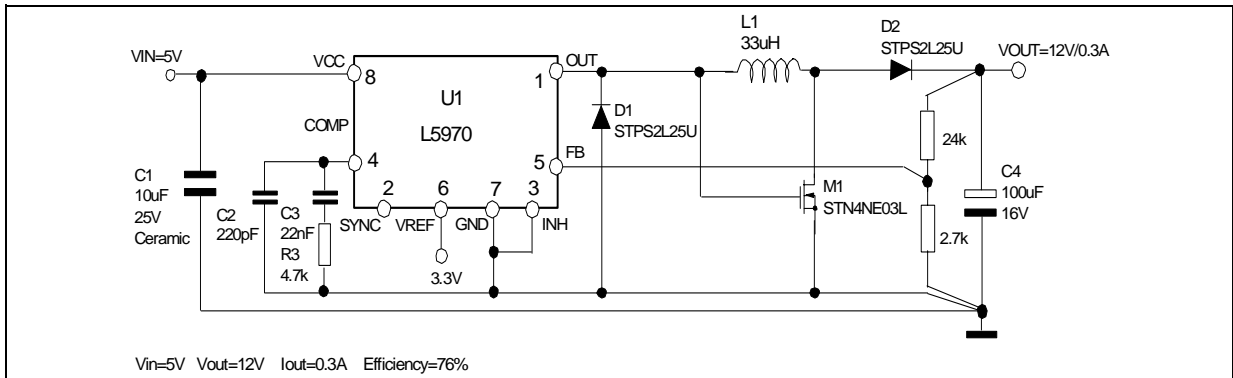 L1
33uH
D2
STPS2L25U
VIN=5V
VOUT=12V/0.3A
VCC
8
OUT
1
U1
L5970
D1
STPS2L25U
24k
COMP
4
5
FB
C1
10uF
25V
Ceramic
C2
220pF
C3
22nF
R3
4.7k
2
SYNC
6
VREF
7
GND
3
INH
3.3V
M1
STN4NE03L
C4
100uF
16V
2.7k
Vin=5V Vout=12V Iout=0.3A Efficiency=76%